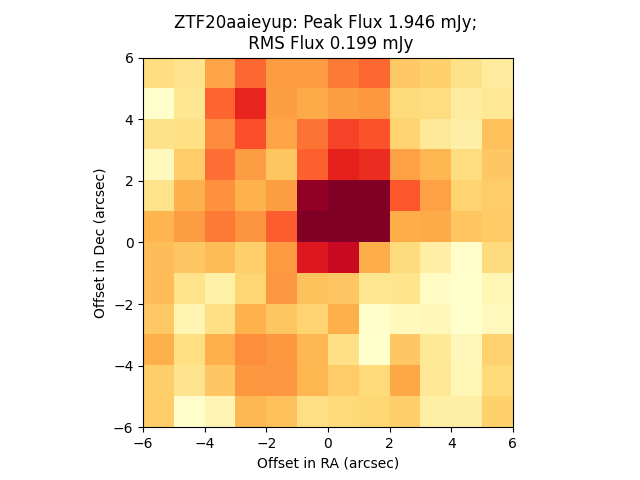 ZTF20aaieyup: Peak Flux 1.946 mJy;
RMS Flux 0.199 mJy
6
4
2
0
−2
−4
−6
Offset in Dec (arcsec)
−6 −4 −2 0 2 4 6
Offset in RA (arcsec)